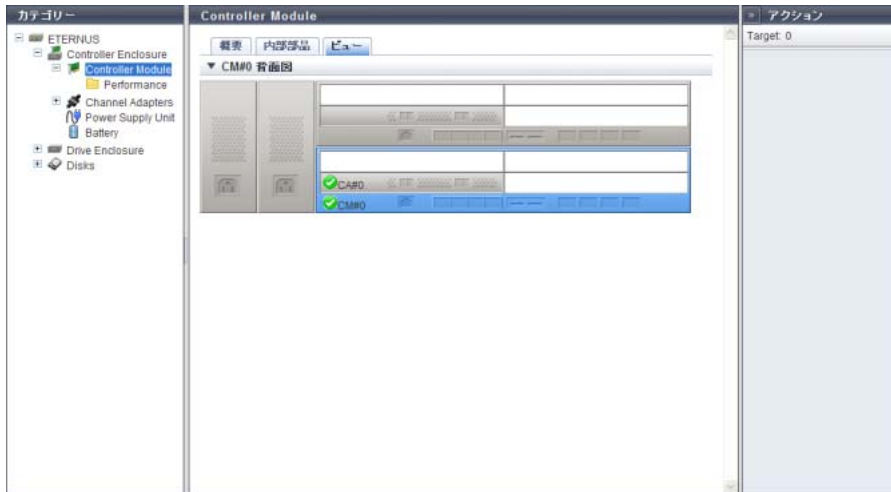 カテゴリー
ETERNUS
Controller Enclosure
Controller Module
Performance
Channel Adapters
Power Supply Unit
Battery
Drive Enclosure
Disks
Controller Module
概要 内部部品 ビュー
▼ CM#0 背面図
CA#0
CM#0
» アクション
Target: 0